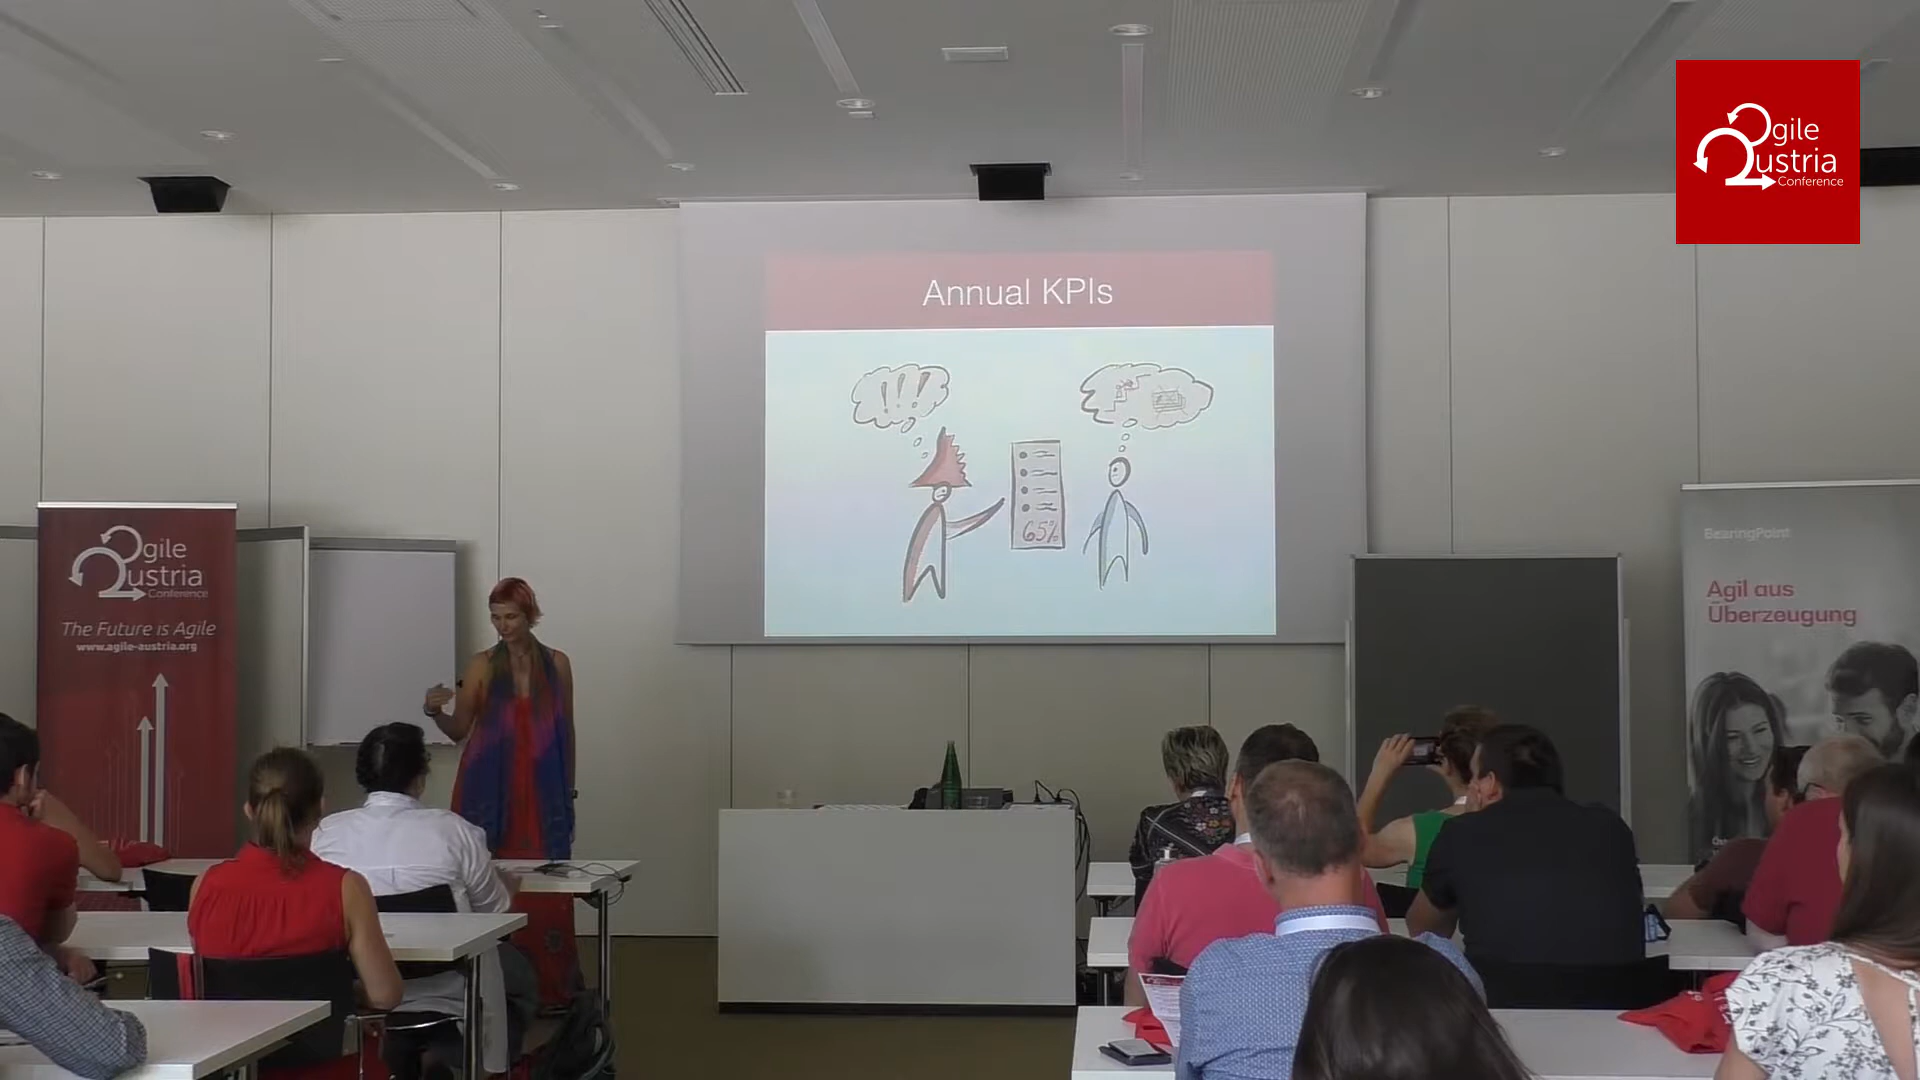 Agile
Austria
Conference
Annual KPIs
! ! !
65%
Agile
Austria
Conference
The Future is Agile
www.agile-austria.org
BearingPoint
Agil aus
Überzeugung